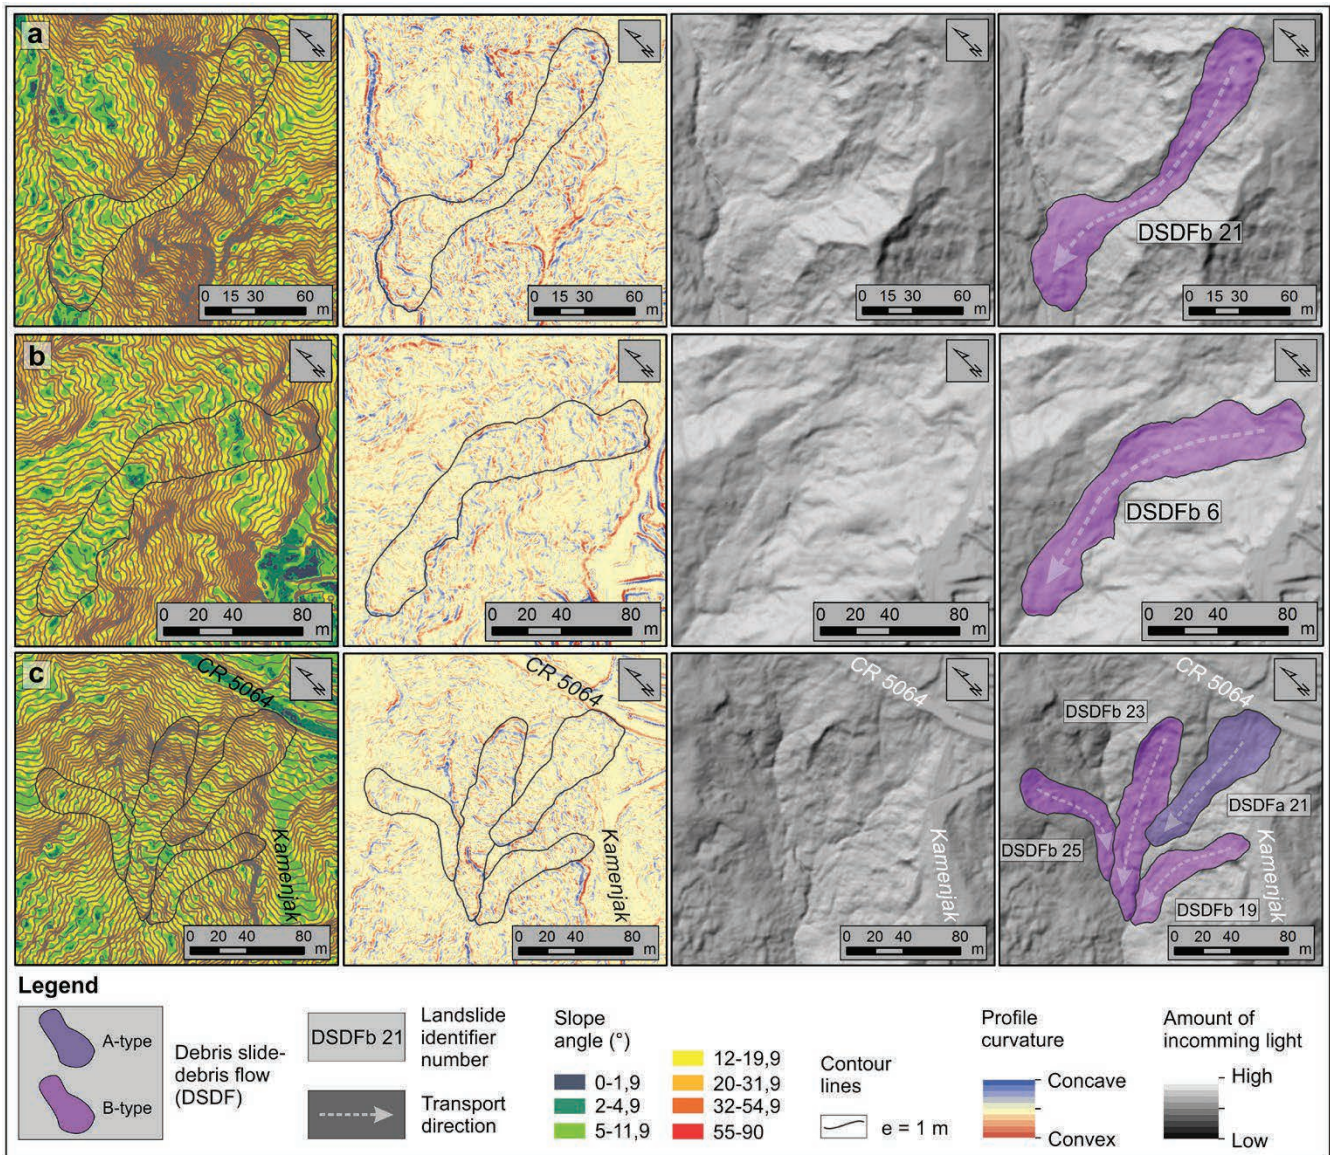 a
N
N
N
N
DSDFb 21
0 15 30 60
m
0 15 30 60
m
0 15 30 60
m
0 15 30 60
m
b
N
N
N
N
DSDFb 6
0 20 40 80
m
0 20 40 80
m
0 20 40 80
m
0 20 40 80
m
c
N
N
N
N
CR 5064
CR 5064
CR 5064
CR 5064
DSDFb 23
DSDFa 21
DSDFb 25
DSDFb 19
Kamenjak
Kamenjak
Kamenjak
Kamenjak
0 20 40 80
m
0 20 40 80
m
0 20 40 80
m
0 20 40 80
m
Legend
A-type
B-type
Debris slide-
debris flow
(DSDF)
DSDFb 21
Landslide
identifier
number
Transport
direction
Slope
angle (°)
0-1,9
2-4,9
5-11,9
12-19,9
20-31,9
32-54,9
55-90
Contour
lines
e = 1 m
Profile
curvature
Concave
Convex
Amount of
incomming light
High
Low